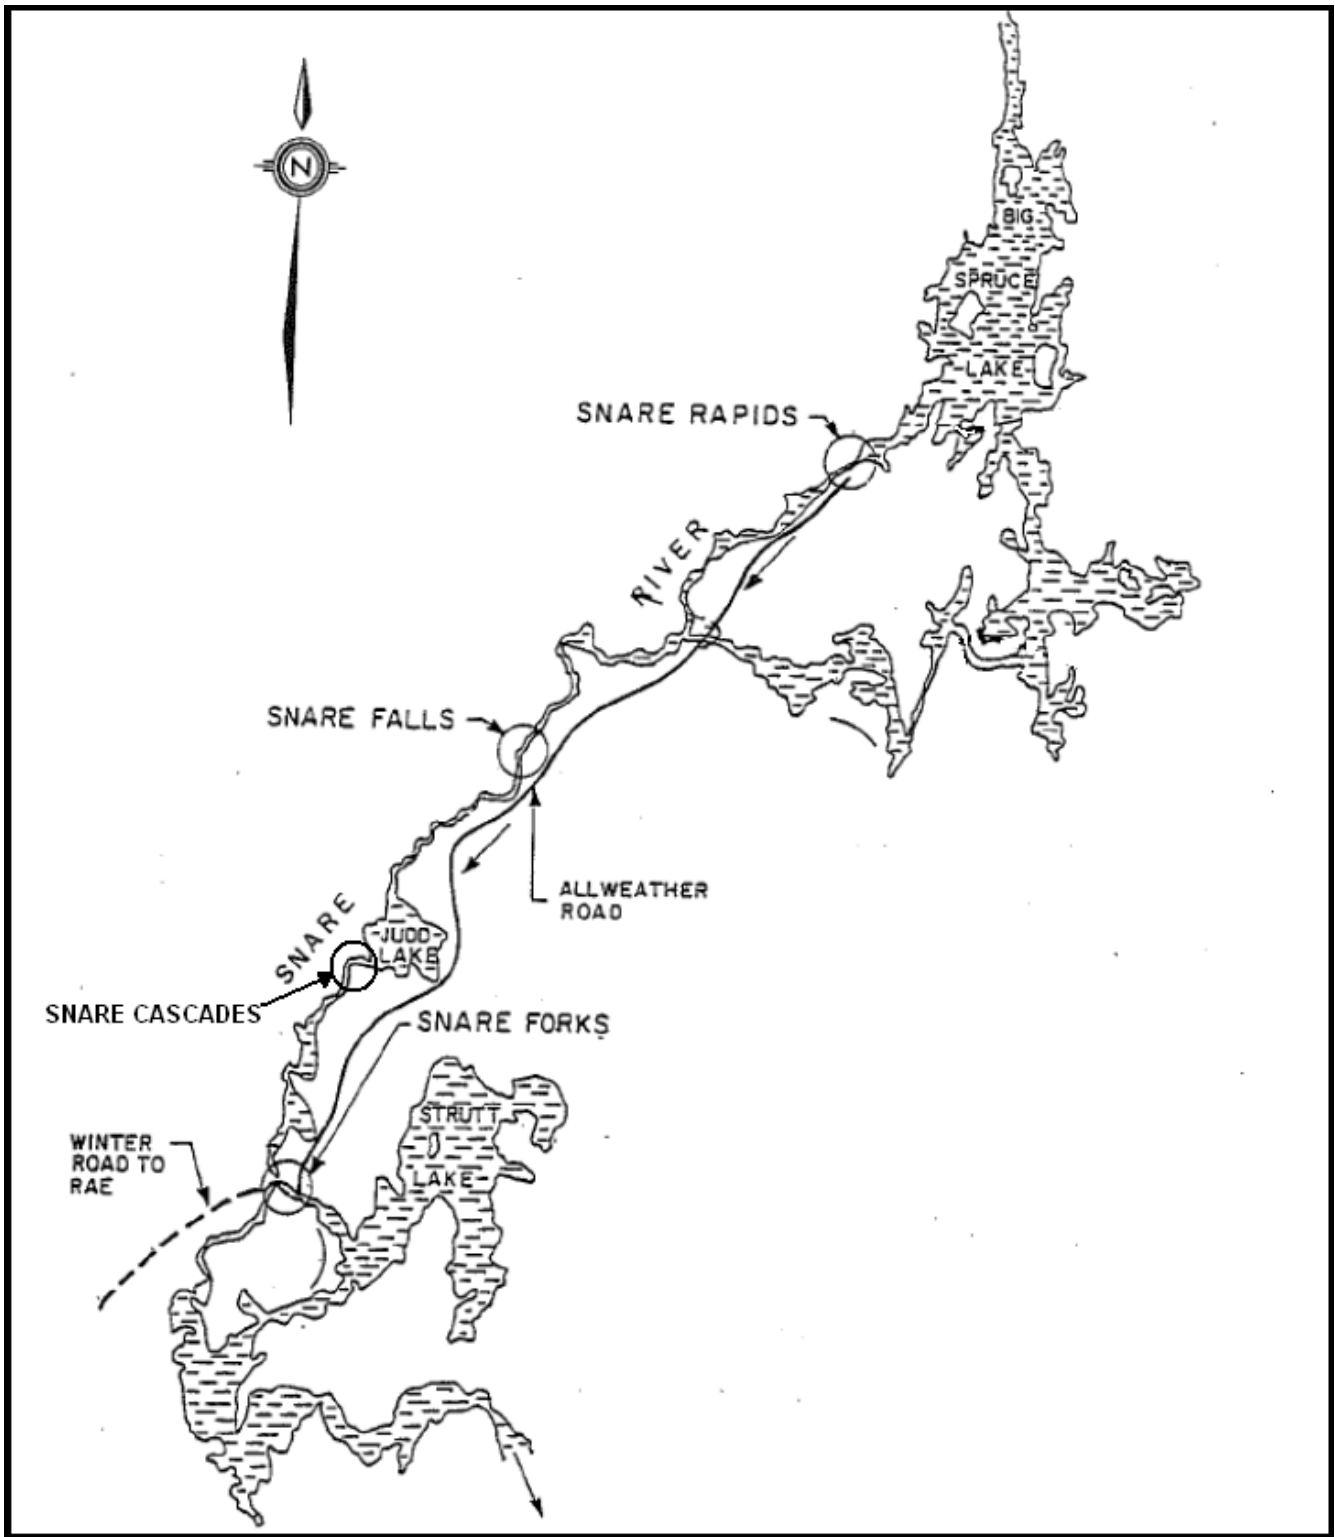 N
BIG
SPRUCE
LAKE
SNARE RAPIDS
RIVER
SNARE FALLS
ALLWEATHER
ROAD
SNARE
JUDD
LAKE
SNARE CASCADES
SNARE FORKS
STRUTT
LAKE
WINTER
ROAD TO
RAE